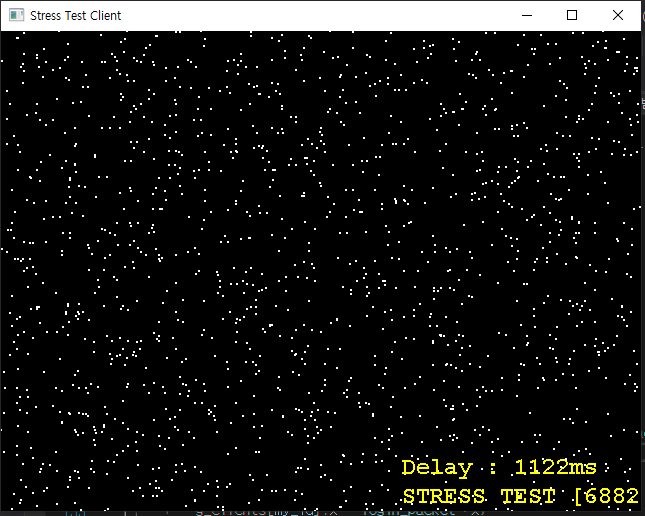 Stress Test Client
Delay : 1122ms
STRESS TEST [6882